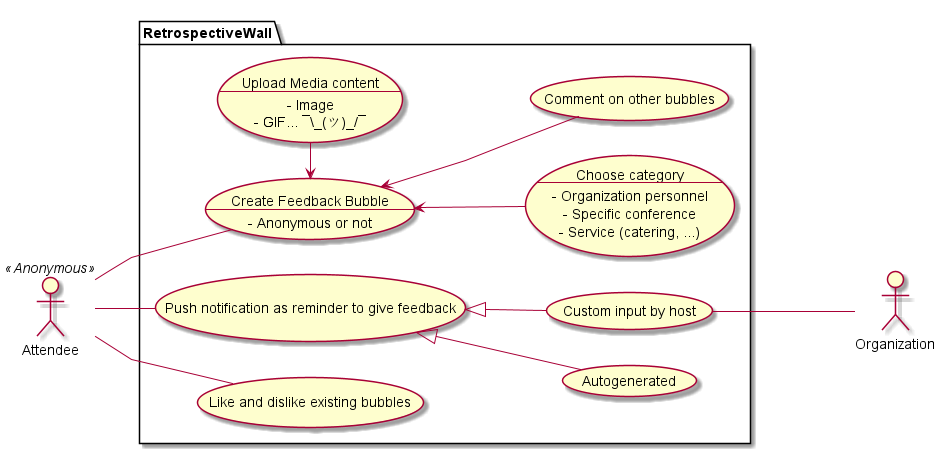 RetrospectiveWall
Upload Media content
- Image
- GIF... ¯\_(ツ)_/¯
Comment on other bubbles
Choose category
- Organization personnel
- Specific conference
- Service (catering, ...)
Create Feedback Bubble
- Anonymous or not
«Anonymous»
Attendee
Push notification as reminder to give feedback
Custom input by host
Organization
Autogenerated
Like and dislike existing bubbles